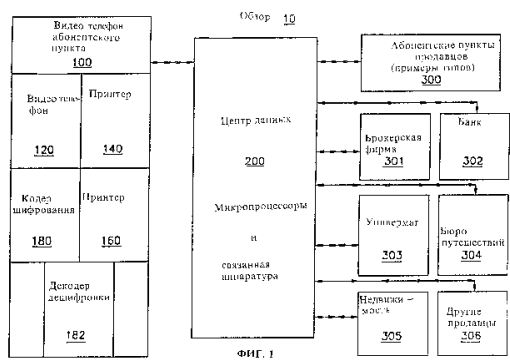 Обзор 10
Видео телефон
абонентского
пункта
100
Видео теле-
фон
120
Принтер
140
Кодер
шифрования
180
Принтер
160
Декодер
дешифровки
182
Центр данных
200
Микропроцессоры
и
связанная
аппаратура
Абонентские пункты
продавцов
(примеры типов)
300
Брокерская
фирма
301
Банк
302
Универмаг
303
Бюро
путешествий
304
Недвижи -
мость
305
Другие
продавцы
306
ФИГ. 1